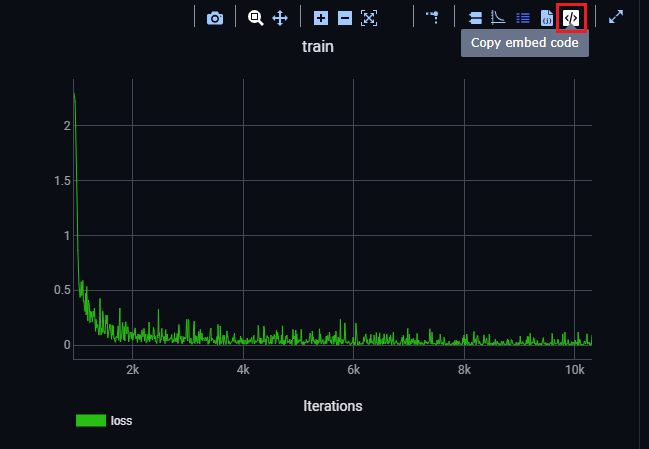 Copy embed code
train
2
1.5
1
0.5
0
2k 4k 6k 8k 10k
Iterations
loss